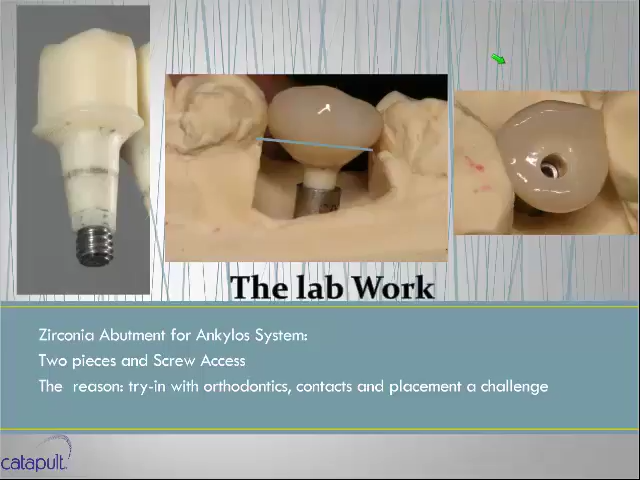 The lab Work
Zirconia Abutment for Ankylos System:
Two pieces and Screw Access
The reason: try-in with orthodontics, contacts and placement a challenge
catapult